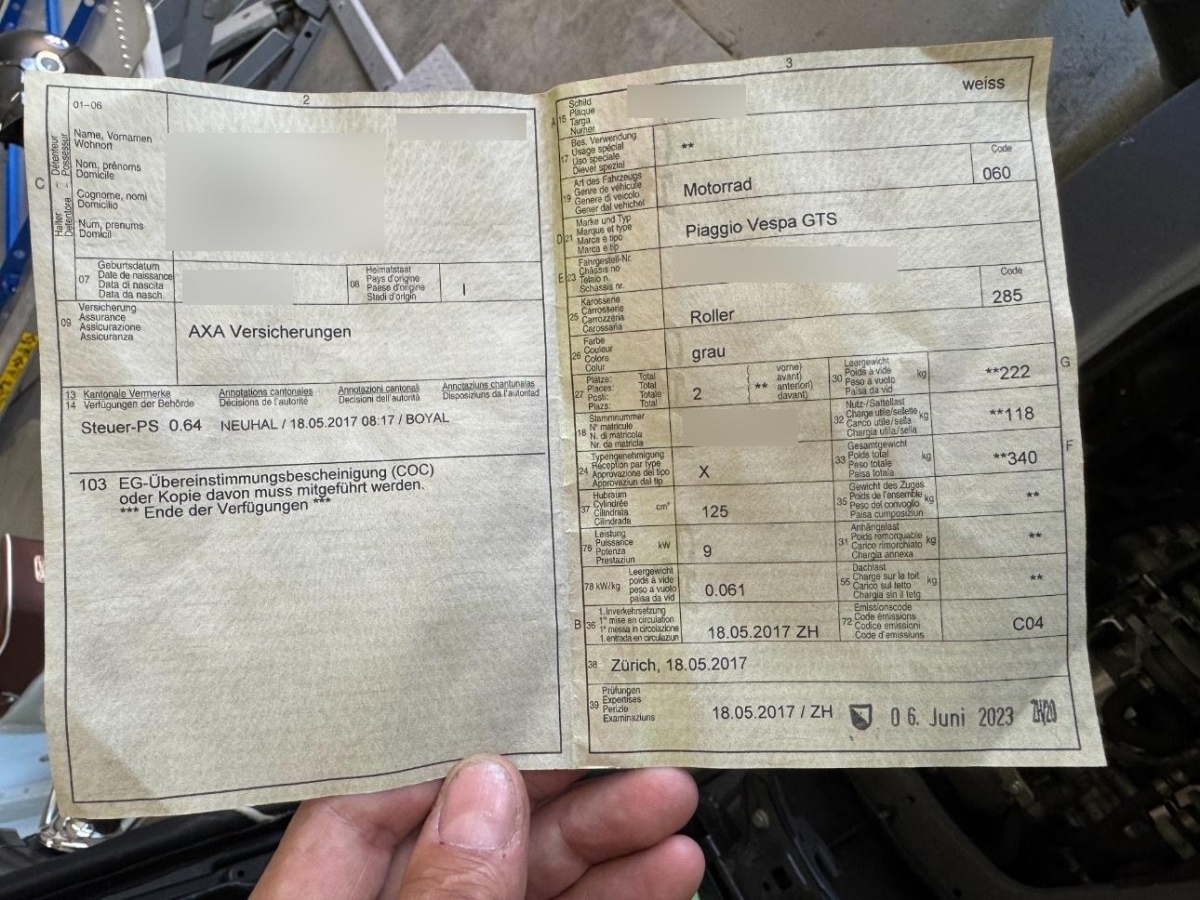 2
01-06
C
Halter - Détenteur
Detentore - Possessur
Name, Vornamen
Wohnort
Nom, prénoms
Domicile
Cognome, nomi
Domicilio
Num, prenums
Domicil
07
Geburtsdatum
Date de naissance
Data di nascita
Data da nasch.
08
Heimatstaat
Pays d'origine
Paese d'origine
Stadi d'origin
I
09
Versicherung
Assurance
Assicurazione
Assicuranza
AXA Versicherungen
13 Kantonale Vermerke Annotations cantonales Annotazioni cantonali Annotaziuns chantunalas
14 Verfügungen der Behörde Décisions de l'autorité Decisioni dell'autorità Disposiziuns da l'autoritad
Steuer-PS 0.64 NEUHAL / 18.05.2017 08:17 / BOYAL
103 EG-Übereinstimmungsbescheinigung (COC)
oder Kopie davon muss mitgeführt werden.
*** Ende der Verfügungen ***
3
A 15
Schild
Plaque
Targa
Numer
weiss
17
Bes. Verwendung
Usage spécial
Uso speciale
Diever spezial
**
19
Art des Fahrzeugs
Genre de véhicule
Genere di veicolo
Gener dal vehichel
Motorrad
Code
060
D 21
Marke und Typ
Marque et type
Marca e tipo
Marca e tip
Piaggio Vespa GTS
E 23
Fahrgestell-Nr.
Châssis no
Telaio n.
Schassis nr.
25
Karosserie
Carrosserie
Carrozzeria
Carossaria
Roller
Code
285
26
Farbe
Couleur
Colore
Colur
grau
27
Plätze: Total
Places: Total
Posti: Totale
Plazs: Total
2
**
vorne)
avant)
anteriori)
davant)
18
Stammnummer
N° matricule
N. di matricola
Nr. da matricla
24
Typengenehmigung
Réception par type
Approvazione del tipo
Approvaziun dal tip
X
37
Hubraum
Cylindrée
Cilindrata
Cilindrada
cm³
125
76
Leistung
Puissance
Potenza
Prestaziun
kW
9
78 kW/kg
Leergewicht
poids à vide
peso a vuoto
paisa da vid
0.061
B 36
1. Inverkehrsetzung
1re mise en circulation
1a messa in circolazione
1. entrada en circulaziun
18.05.2017 ZH
G
30
Leergewicht
Poids à vide
Peso a vuoto
Paisa da vid
kg
**222
32
Nutz-/Sattellast
Charge utile/sellette
Carico utile/sella
Chargia utila/sella
kg
**118
F
33
Gesamtgewicht
Poids total
Peso totale
Paisa totala
kg
**340
35
Gewicht des Zuges
Poids de l'ensemble
Peso del convoglio
Paisa cumposiziun
kg
**
31
Anhängelast
Poids remorquable
Carico rimorchiato
Chargia annexa
kg
**
55
Dachlast
Charge sur le toit
Carico sul tetto
Chargia sin il tetg
kg
**
72
Emissionscode
Code émissions
Codice emissioni
Code d'emissiuns
C04
38 Zürich, 18.05.2017
39
Prüfungen
Expertises
Perizie
Examinaziuns
18.05.2017 / ZH 06. Juni 2023 ZH/20